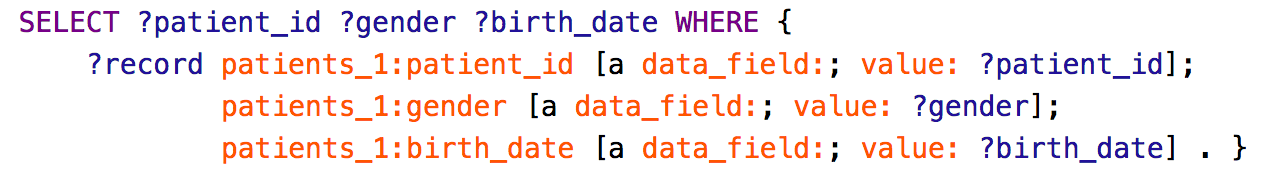 SELECT ?patient_id ?gender ?birth_date WHERE {
?record patients_1:patient_id [a data_field:; value: ?patient_id];
patients_1:gender [a data_field:; value: ?gender];
patients_1:birth_date [a data_field:; value: ?birth_date] . }